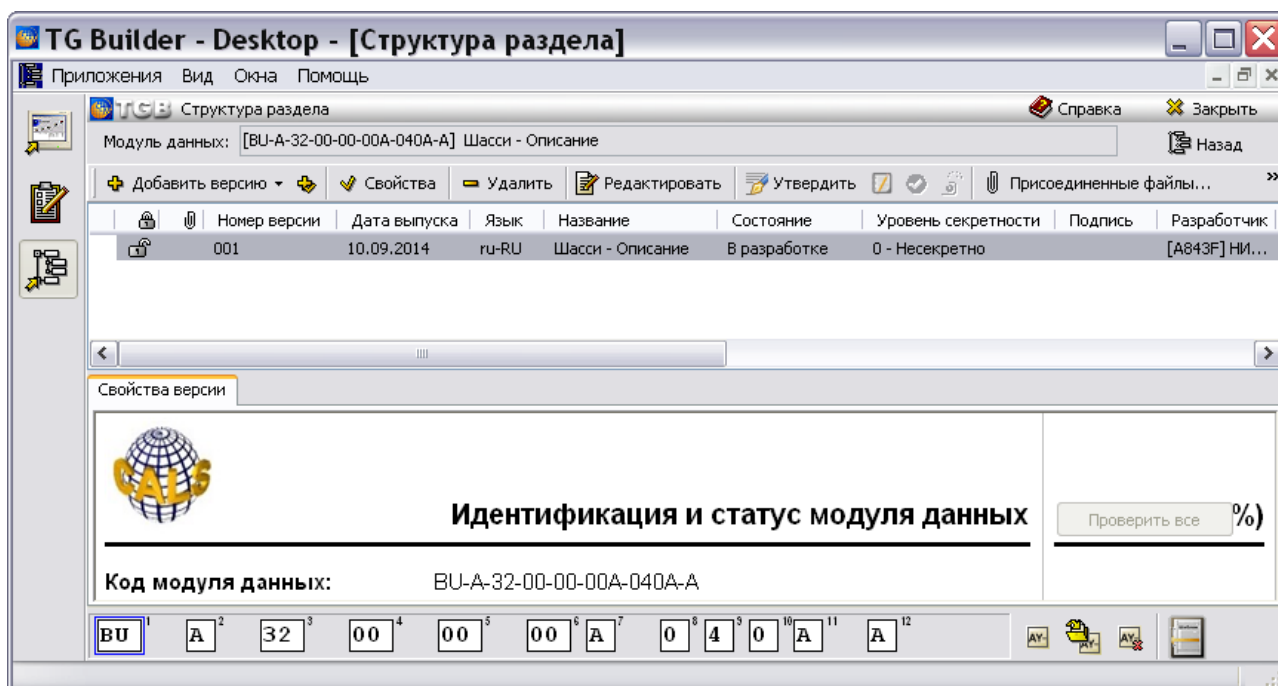 TG Builder - Desktop - [Структура раздела]
Приложения Вид Окна Помощь
TGB Структура раздела Справка Закрыть
Модуль данных: [BU-A-32-00-00-00A-040A-A] Шасси - Описание Назад
Добавить версию Свойства Удалить Редактировать Утвердить Присоединенные файлы... »
Номер версии Дата выпуска Язык Название Состояние Уровень секретности Подпись Разработчик
001 10.09.2014 ru-RU Шасси - Описание В разработке 0 - Несекретно [A843F] НИ...
Свойства версии
CALS
Идентификация и статус модуля данных Проверить все %)
Код модуля данных: BU-A-32-00-00-00A-040A-A
BU 1 A 2 32 3 00 4 00 5 00 6 A 7 0 8 4 9 0 10 A 11 A 12 AY- AY- AY-